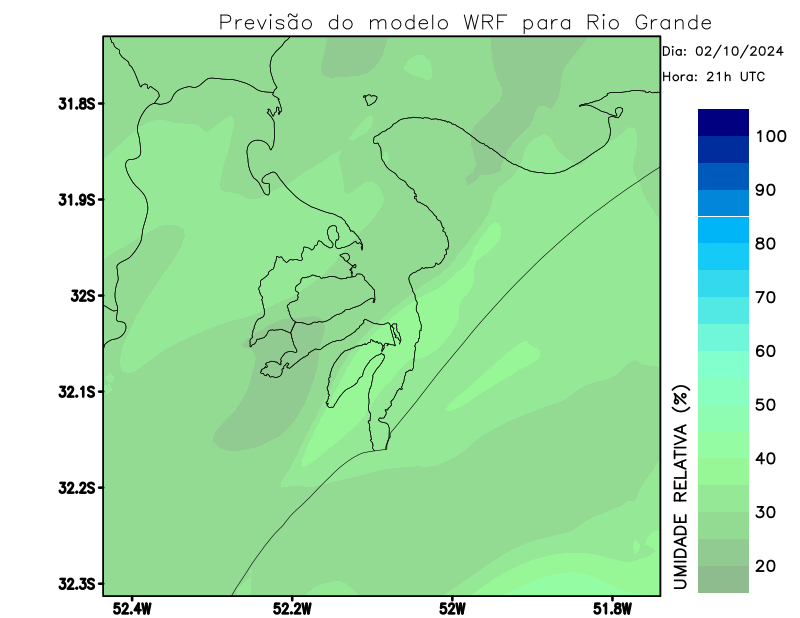 Previsão do modelo WRF para Rio Grande
Dia: 02/10/2024
Hora: 21h UTC
31.8S
31.9S
32S
32.1S
32.2S
32.3S
52.4W
52.2W
52W
51.8W
100
90
80
70
60
50
40
30
20
UMIDADE RELATIVA (%)